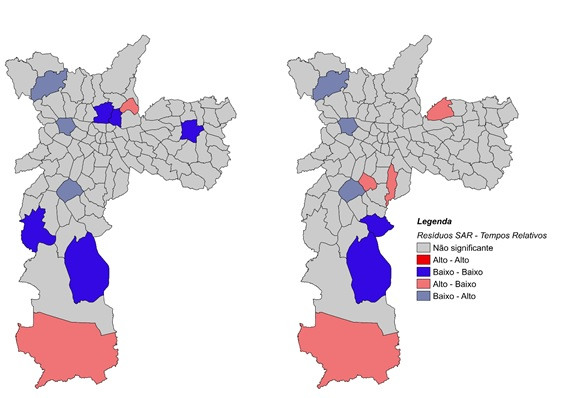 Legenda
Resíduos SAR - Tempos Relativos
Não significante
Alto - Alto
Baixo - Baixo
Alto - Baixo
Baixo - Alto